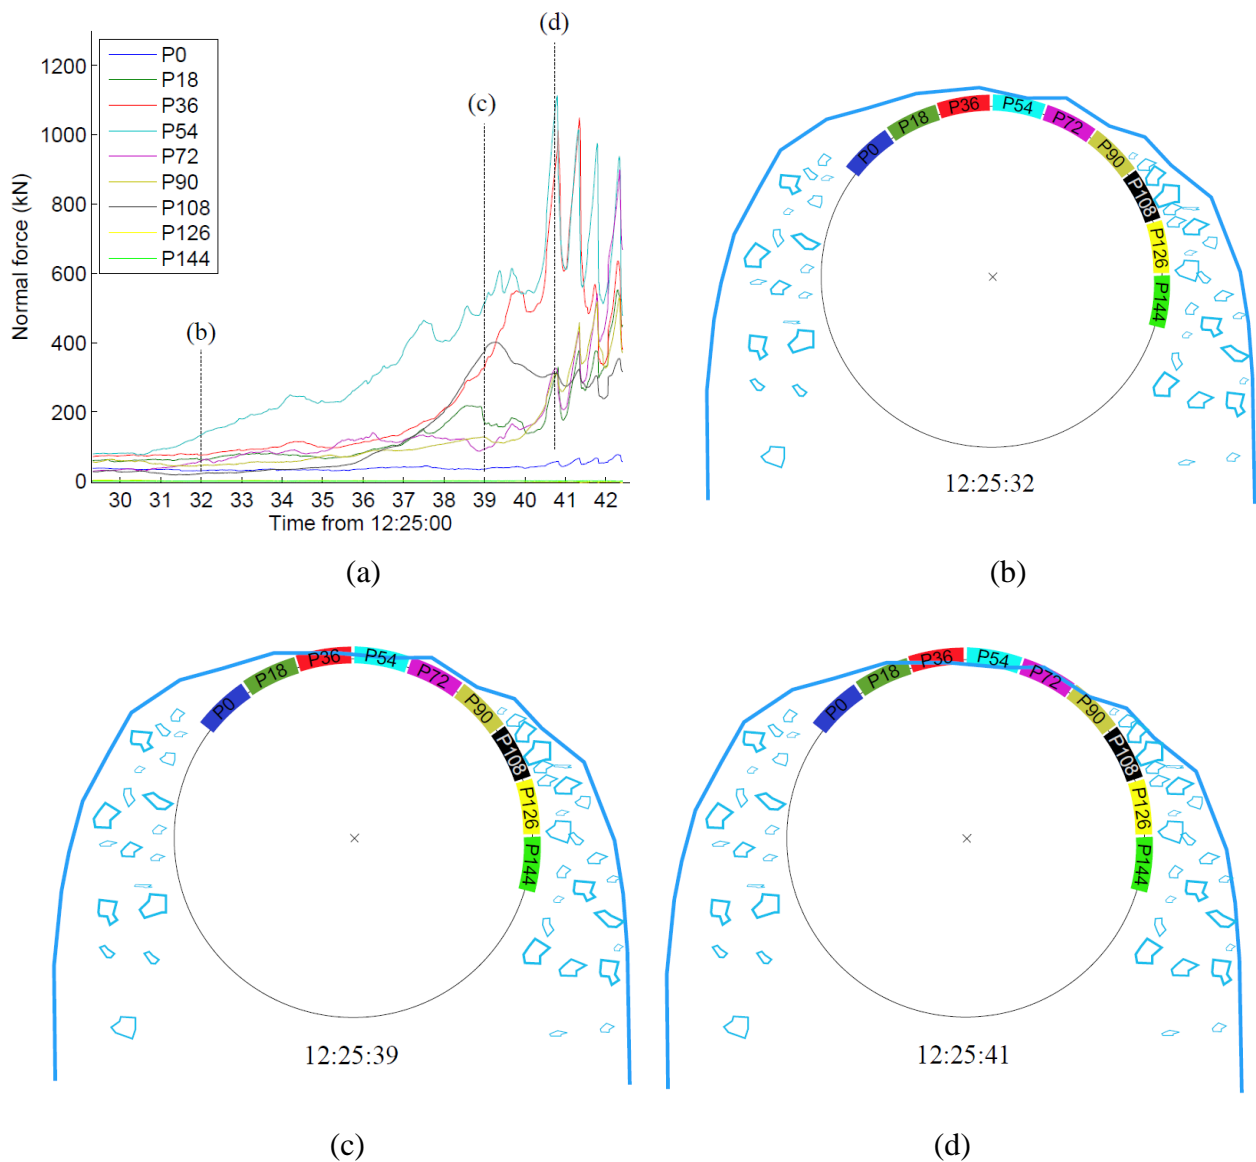 (d)
(c)
(b)
1200
1000
800
600
400
200
0
Normal force (kN)
P0
P18
P36
P54
P72
P90
P108
P126
P144
30 31 32 33 34 35 36 37 38 39 40 41 42
Time from 12:25:00
(a)
P0 P18 P36 P54 P72 P90 P108 P126 P144
12:25:32
(b)
P0 P18 P36 P54 P72 P90 P108 P126 P144
12:25:39
(c)
P0 P18 P36 P54 P72 P90 P108 P126 P144
12:25:41
(d)